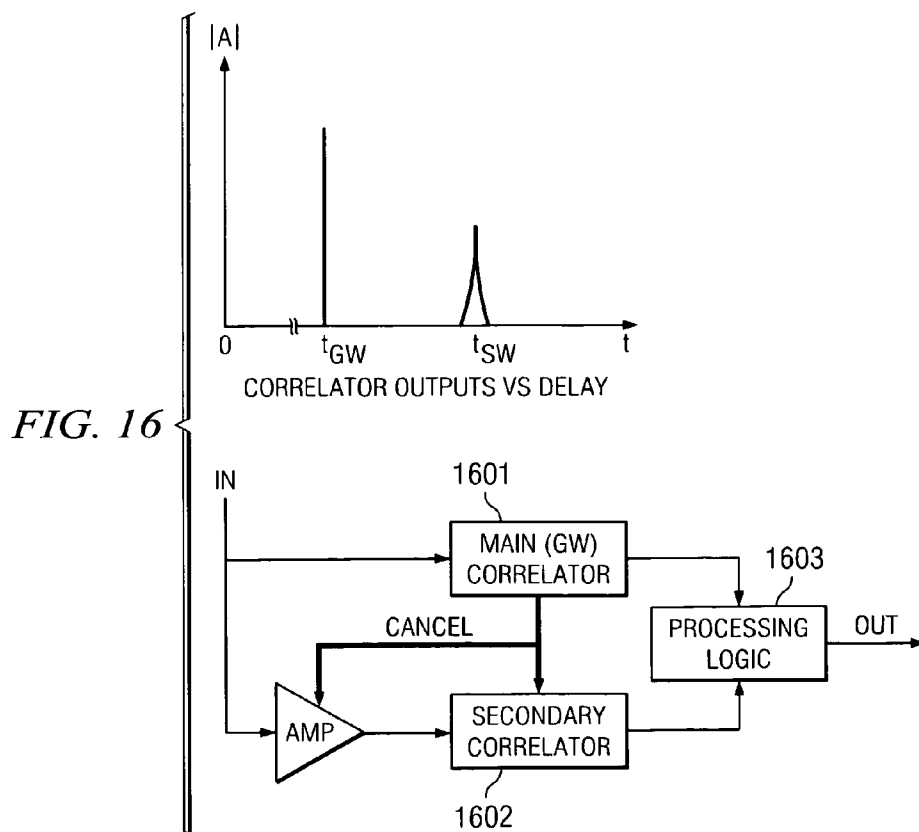 |A|
0
t_GW
t_SW
t
CORRELATOR OUTPUTS VS DELAY
FIG. 16
IN
1601
MAIN (GW)
CORRELATOR
1603
CANCEL
PROCESSING
LOGIC
OUT
AMP
SECONDARY
CORRELATOR
1602